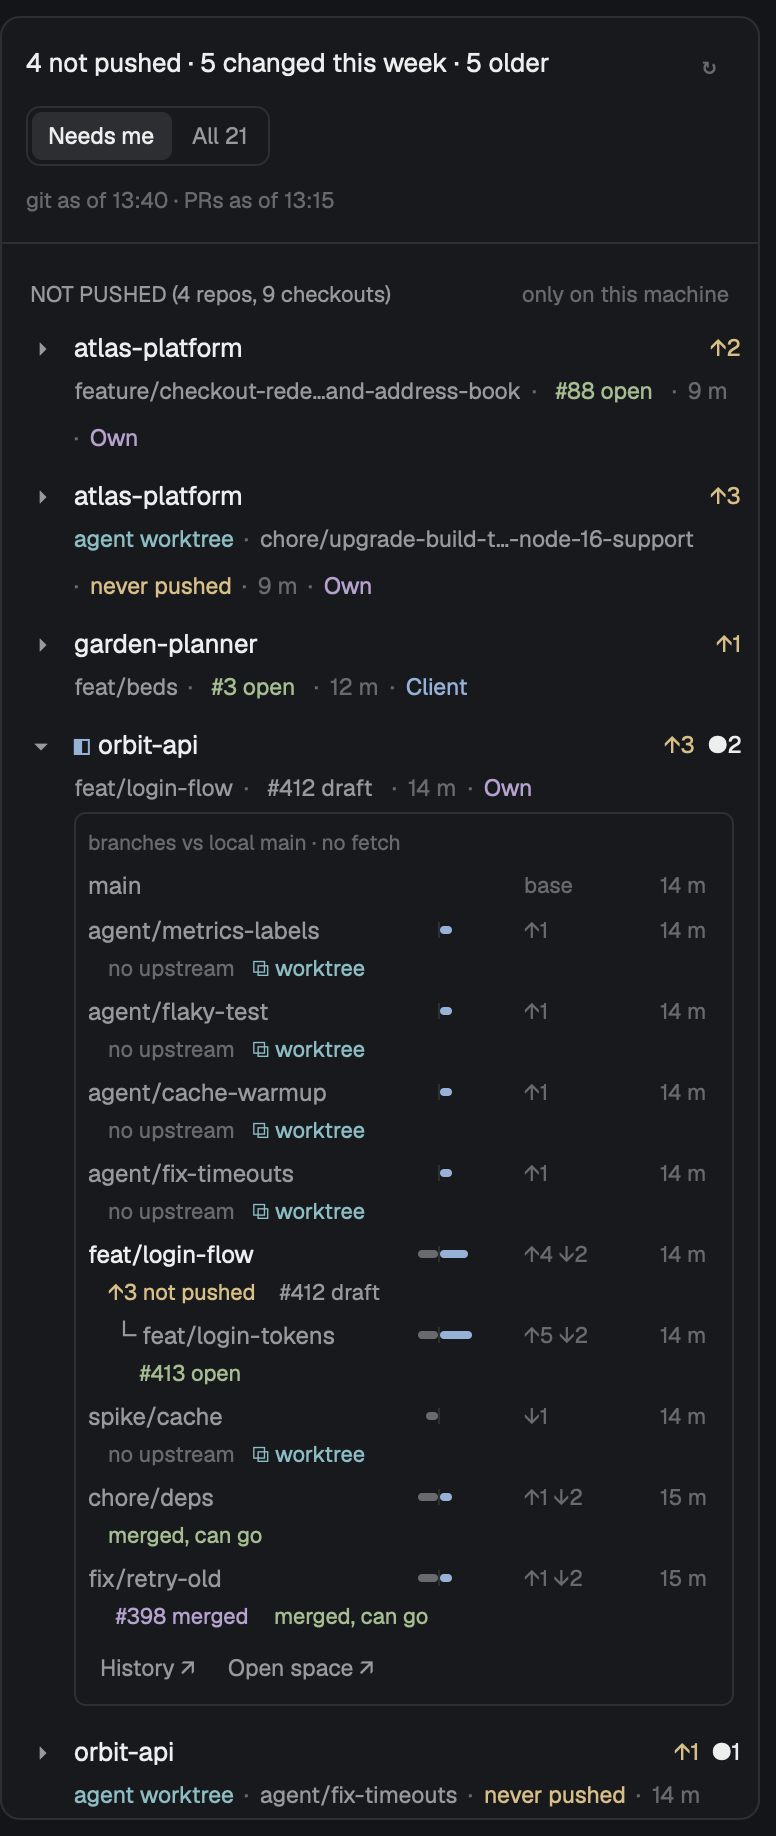 4 not pushed · 5 changed this week · 5 older ↻
Needs me All 21
git as of 13:40 · PRs as of 13:15
NOT PUSHED (4 repos, 9 checkouts) only on this machine
atlas-platform ↑2
feature/checkout-rede…and-address-book · #88 open · 9 m
· Own
atlas-platform ↑3
agent worktree · chore/upgrade-build-t…-node-16-support
· never pushed · 9 m · Own
garden-planner ↑1
feat/beds · #3 open · 12 m · Client
orbit-api ↑3 ●2
feat/login-flow · #412 draft · 14 m · Own
branches vs local main · no fetch
main base 14 m
agent/metrics-labels ↑1 14 m
no upstream worktree
agent/flaky-test ↑1 14 m
no upstream worktree
agent/cache-warmup ↑1 14 m
no upstream worktree
agent/fix-timeouts ↑1 14 m
no upstream worktree
feat/login-flow ↑4 ↓2 14 m
↑3 not pushed #412 draft
└ feat/login-tokens ↑5 ↓2 14 m
#413 open
spike/cache ↓1 14 m
no upstream worktree
chore/deps ↑1 ↓2 15 m
merged, can go
fix/retry-old ↑1 ↓2 15 m
#398 merged merged, can go
History ↗ Open space ↗
orbit-api ↑1 ●1
agent worktree · agent/fix-timeouts · never pushed · 14 m